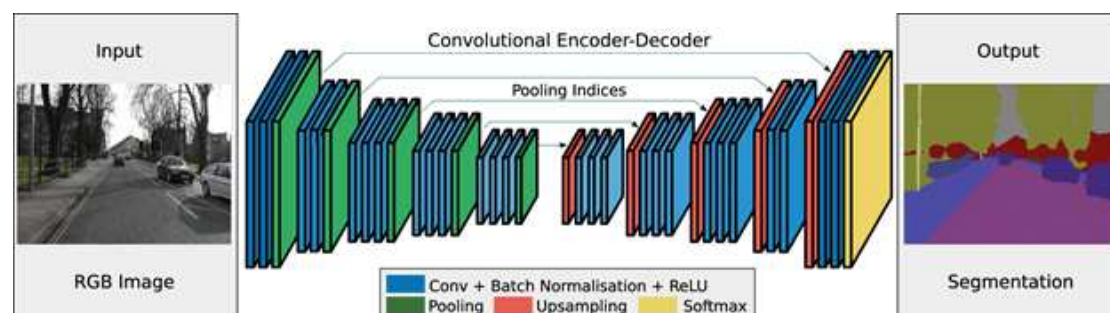 Input
RGB Image
Convolutional Encoder-Decoder
Pooling Indices
Conv + Batch Normalisation + ReLU
Pooling Upsampling Softmax
Output
Segmentation